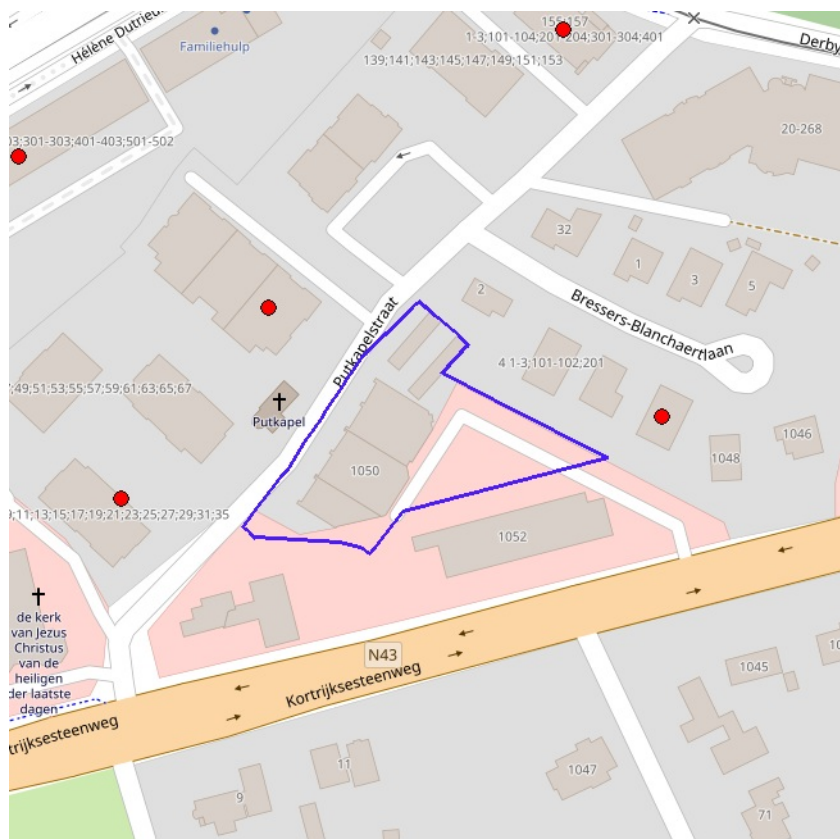 Hélène Dutrieu
Familiehulp
155;157
1-3;101-104;201-204;301-304;401
139;141;143;145;147;149;151;153
Derby
03;301-303;401-403;501-502
20-268
32
1
3
5
2
Bressers-Blanchaertlaan
Putkapelstraat
4 1-3;101-102;201
7;49;51;53;55;57;59;61;63;65;67
Putkapel
1050
1048
1046
9;11;13;15;17;19;21;23;25;27;29;31;35
1052
de kerk
van Jezus
Christus
van de
heiligen
der laatste
dagen
N43
Kortrijksesteenweg
trijksesteenweg
1045
10
11
9
1047
71